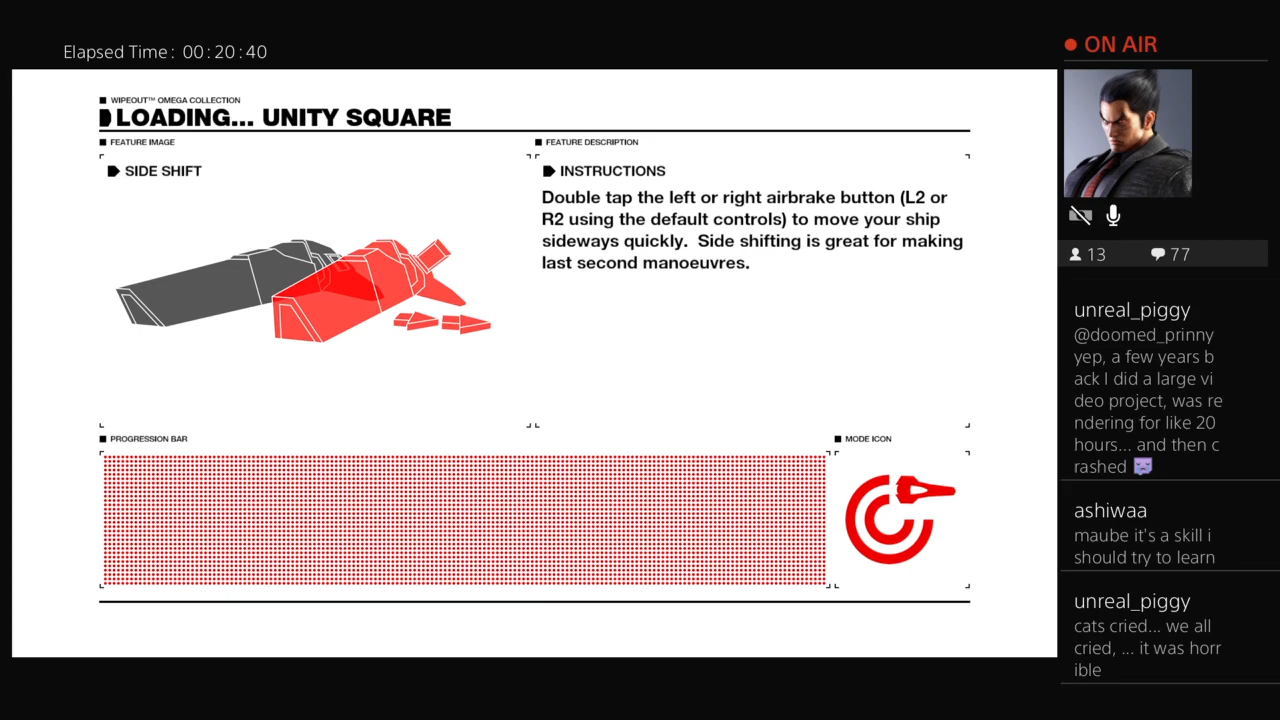 Elapsed Time: 00:20:40
ON AIR
WIPEOUT™ OMEGA COLLECTION
LOADING... UNITY SQUARE
FEATURE IMAGE
SIDE SHIFT
FEATURE DESCRIPTION
INSTRUCTIONS
Double tap the left or right airbrake button (L2 or
R2 using the default controls) to move your ship
sideways quickly. Side shifting is great for making
last second manoeuvres.
PROGRESSION BAR
MODE ICON
13
77
unreal_piggy
@doomed_prinny
yep, a few years b
ack I did a large vi
deo project, was re
ndering for like 20
hours... and then c
rashed
ashiwaa
maube it's a skill i
should try to learn
unreal_piggy
cats cried... we all
cried, ... it was horr
ible